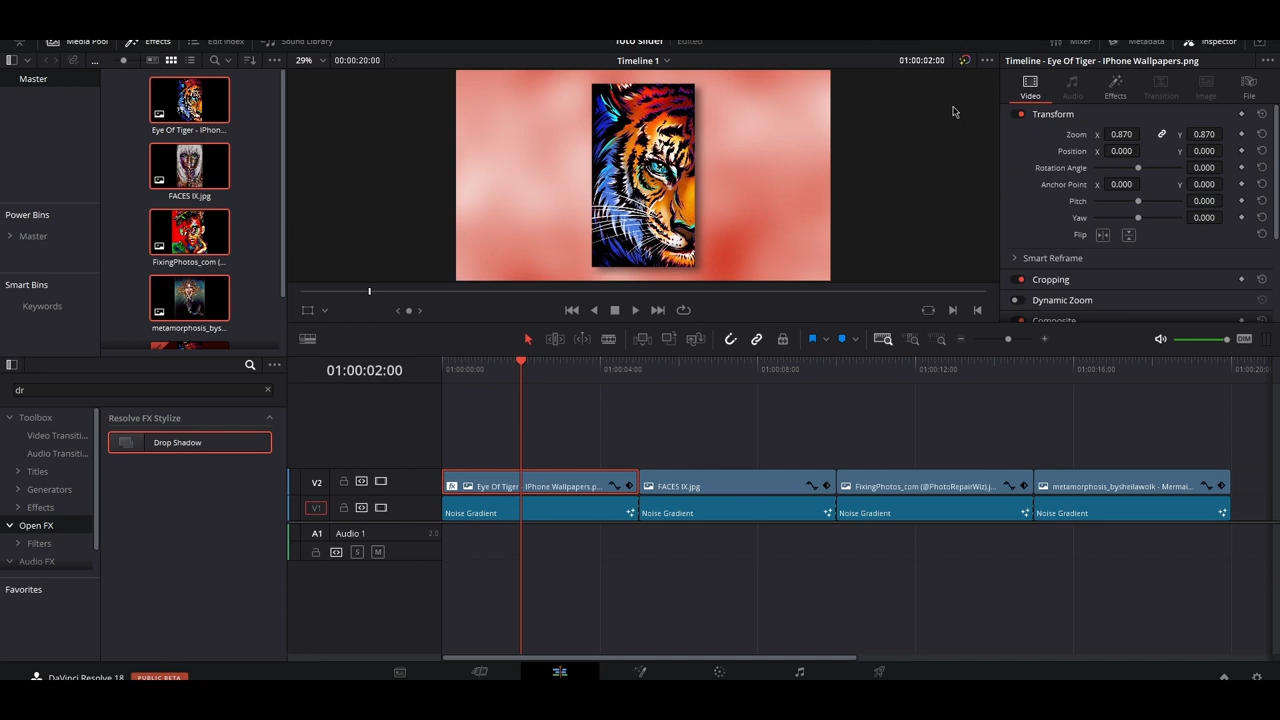 Media Pool Effects Edit Index Sound Library foto slider Edited Mixer Metadata Inspector
... 29% 00:00:20:00 Timeline 1 01:00:02:00 Timeline - Eye Of Tiger - IPhone Wallpapers.png
Master
Power Bins
Master
Smart Bins
Keywords
Eye Of Tiger - IPhon...
FACES IX.jpg
FixingPhotos_com (...
metamorphosis_bys...
Video Audio Effects Transition Image File
Transform
Zoom X 0.870 Y 0.870
Position X 0.000 Y 0.000
Rotation Angle 0.000
Anchor Point X 0.000 Y 0.000
Pitch 0.000
Yaw 0.000
Flip
Smart Reframe
Cropping
Dynamic Zoom
Composite
DIM
dr
Toolbox
Video Transiti...
Audio Transiti...
Titles
Generators
Effects
Open FX
Filters
Audio FX
Favorites
Resolve FX Stylize
Drop Shadow
01:00:02:00
01:00:00:00 01:00:04:00 01:00:08:00 01:00:12:00 01:00:16:00 01:00:20:0
V2
Eye Of Tiger - IPhone Wallpapers.p... FACES IX.jpg FixingPhotos_com (@PhotoRepairWiz).j... metamorphosis_bysheilawolk - Mermai...
V1
Noise Gradient Noise Gradient Noise Gradient Noise Gradient
A1 Audio 1 2.0
S M
DaVinci Resolve 18 PUBLIC BETA